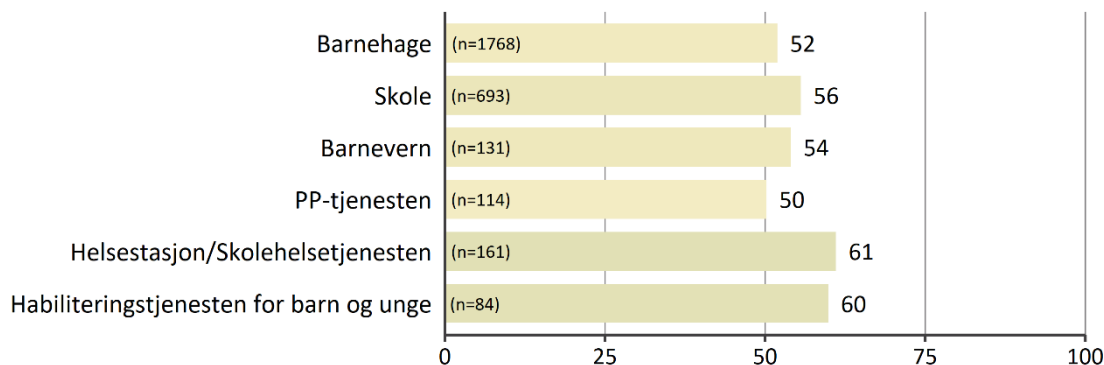 Barnehage (n=1768) 52
Skole (n=693) 56
Barnevern (n=131) 54
PP-tjenesten (n=114) 50
Helsestasjon/Skolehelsetjenesten (n=161) 61
Habiliteringstjenesten for barn og unge (n=84) 60
0 25 50 75 100